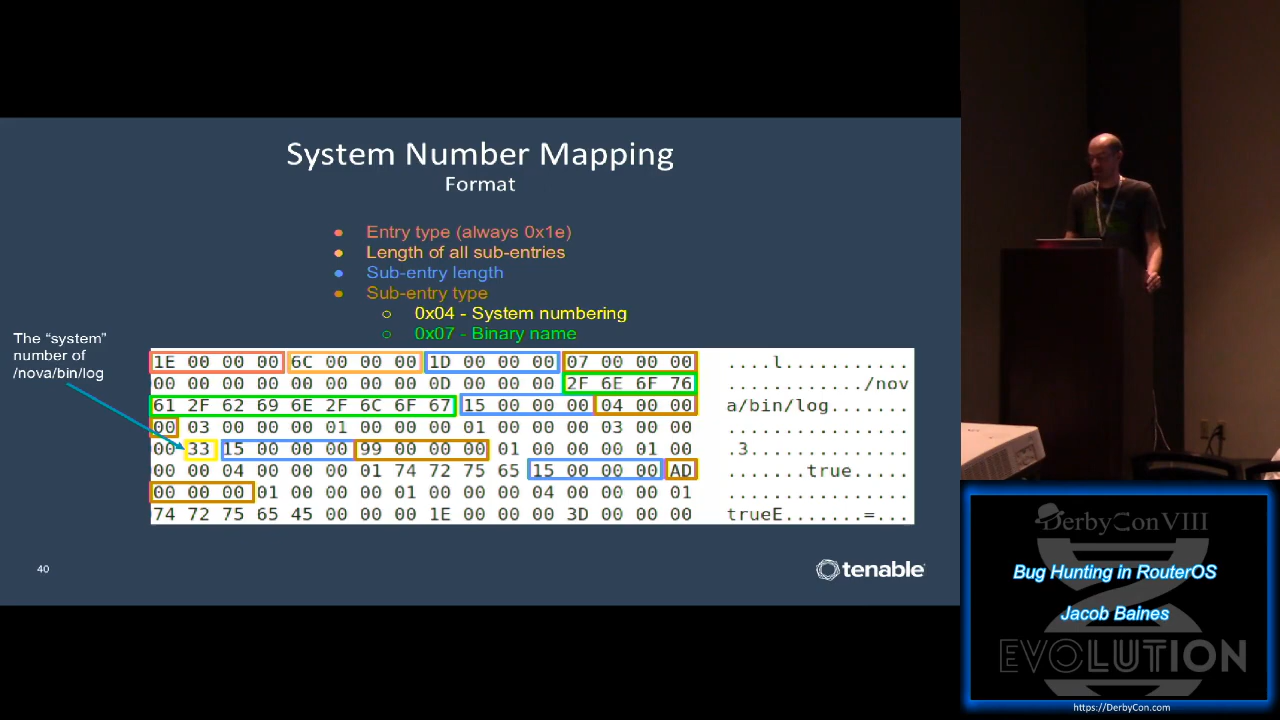 System Number Mapping
Format
● Entry type (always 0x1e)
● Length of all sub-entries
● Sub-entry length
● Sub-entry type
○ 0x04 - System numbering
○ 0x07 - Binary name
The "system"
number of
/nova/bin/log
1E 00 00 00 6C 00 00 00 1D 00 00 00 07 00 00 00 ....l...........
00 00 00 00 00 00 00 0D 00 00 00 2F 6E 6F 76 ............/nov
61 2F 62 69 6E 2F 6C 6F 67 15 00 00 00 04 00 00 a/bin/log.......
00 03 00 00 00 01 00 00 00 01 00 00 00 03 00 00 ................
00 33 15 00 00 00 99 00 00 00 01 00 00 00 01 00 .3..............
00 00 04 00 00 00 01 74 72 75 65 15 00 00 00 AD .......true.....
00 00 00 01 00 00 00 01 00 00 00 04 00 00 00 01 ................
74 72 75 65 45 00 00 00 1E 00 00 00 3D 00 00 00 trueE.......=...
40
tenable
DerbyCon VIII
Bug Hunting in RouterOS
Jacob Baines
EVOLUTION
https://DerbyCon.com